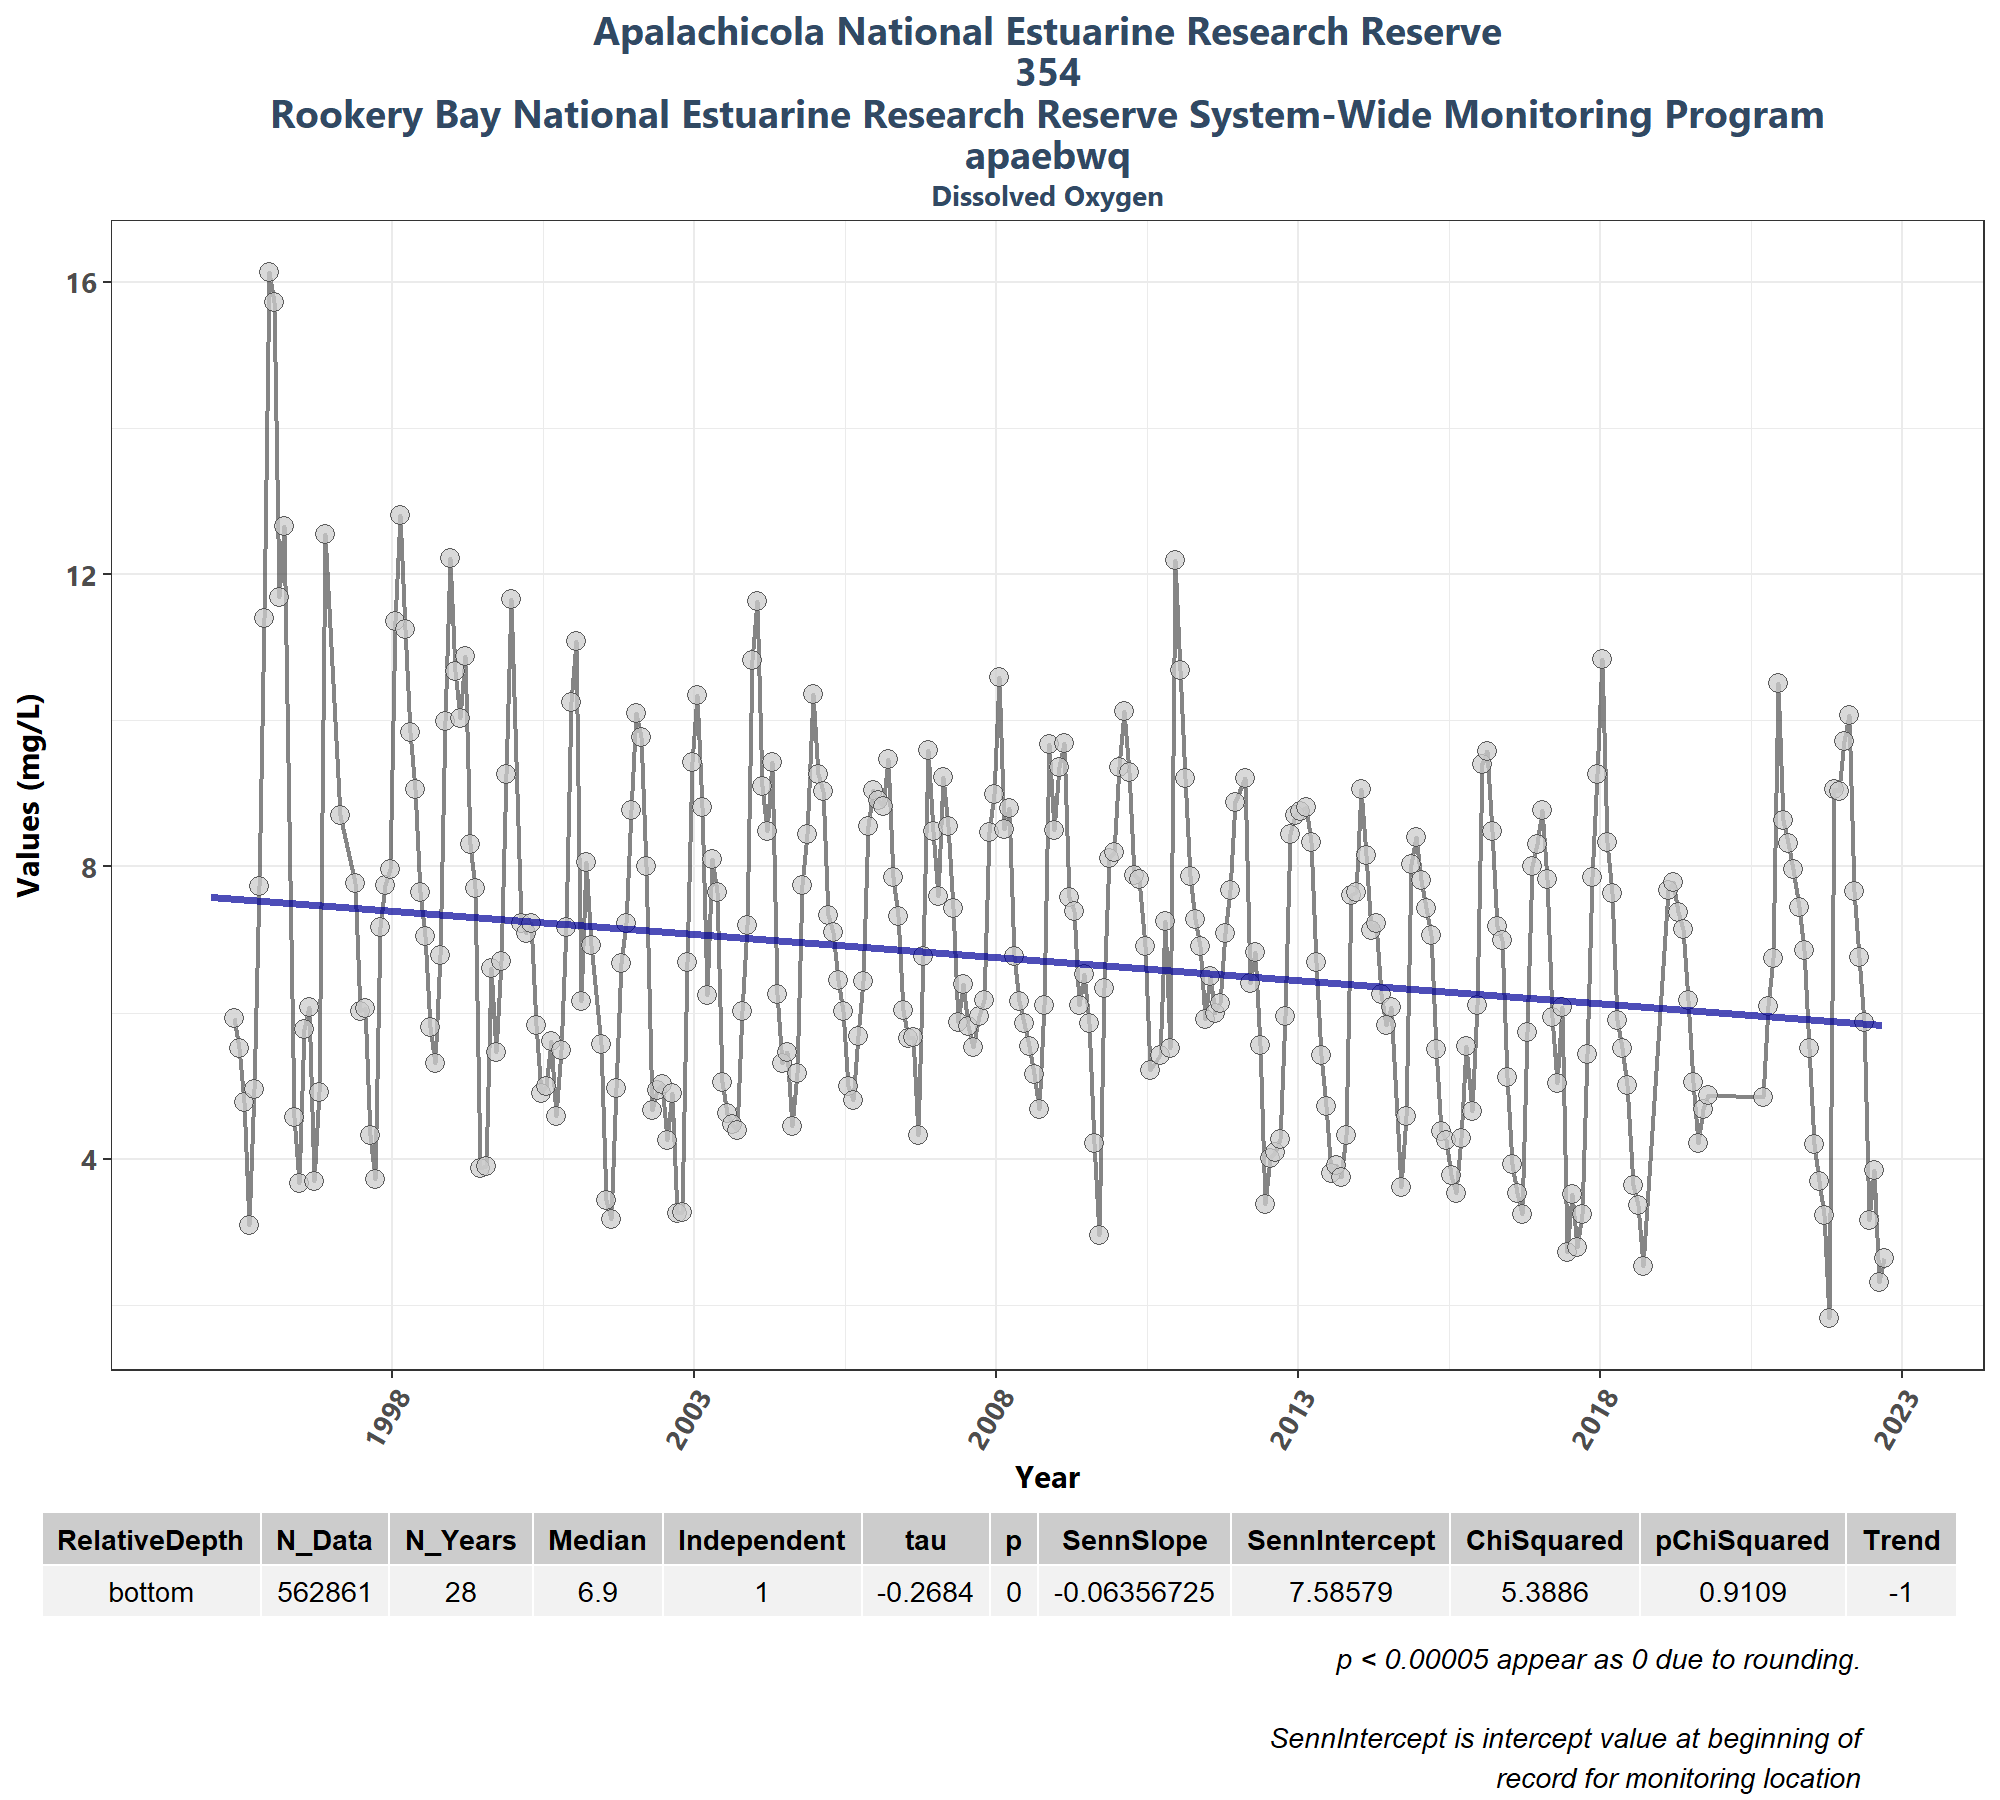 Apalachicola National Estuarine Research Reserve
354
Rookery Bay National Estuarine Research Reserve System-Wide Monitoring Program
apaebwq
Dissolved Oxygen
16
12
8
4
Values (mg/L)
1998 2003 2008 2013 2018 2023
Year
RelativeDepth N_Data N_Years Median Independent tau p SennSlope SennIntercept ChiSquared pChiSquared Trend
bottom 562861 28 6.9 1 -0.2684 0 -0.06356725 7.58579 5.3886 0.9109 -1
p < 0.00005 appear as 0 due to rounding.
SennIntercept is intercept value at beginning of
record for monitoring location